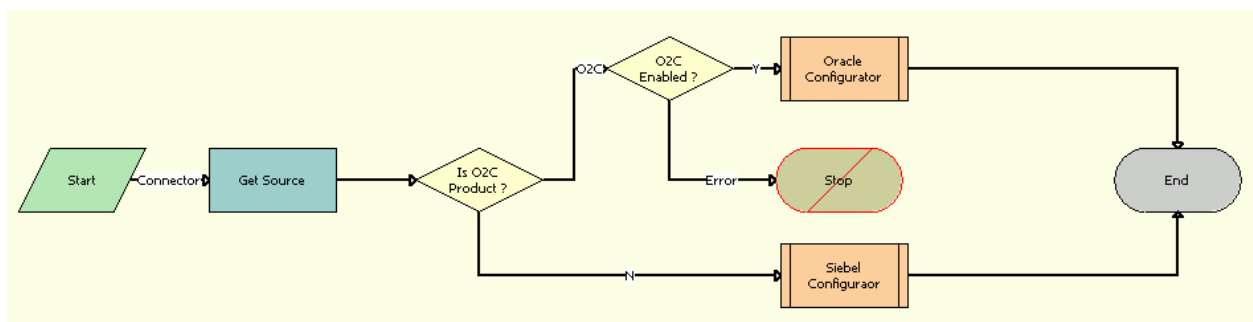 Start
Connector
Get Source
Is O2C
Product ?
O2C
O2C
Enabled ?
Y
Oracle
Configurator
Error
Stop
N
Siebel
Configuraor
End